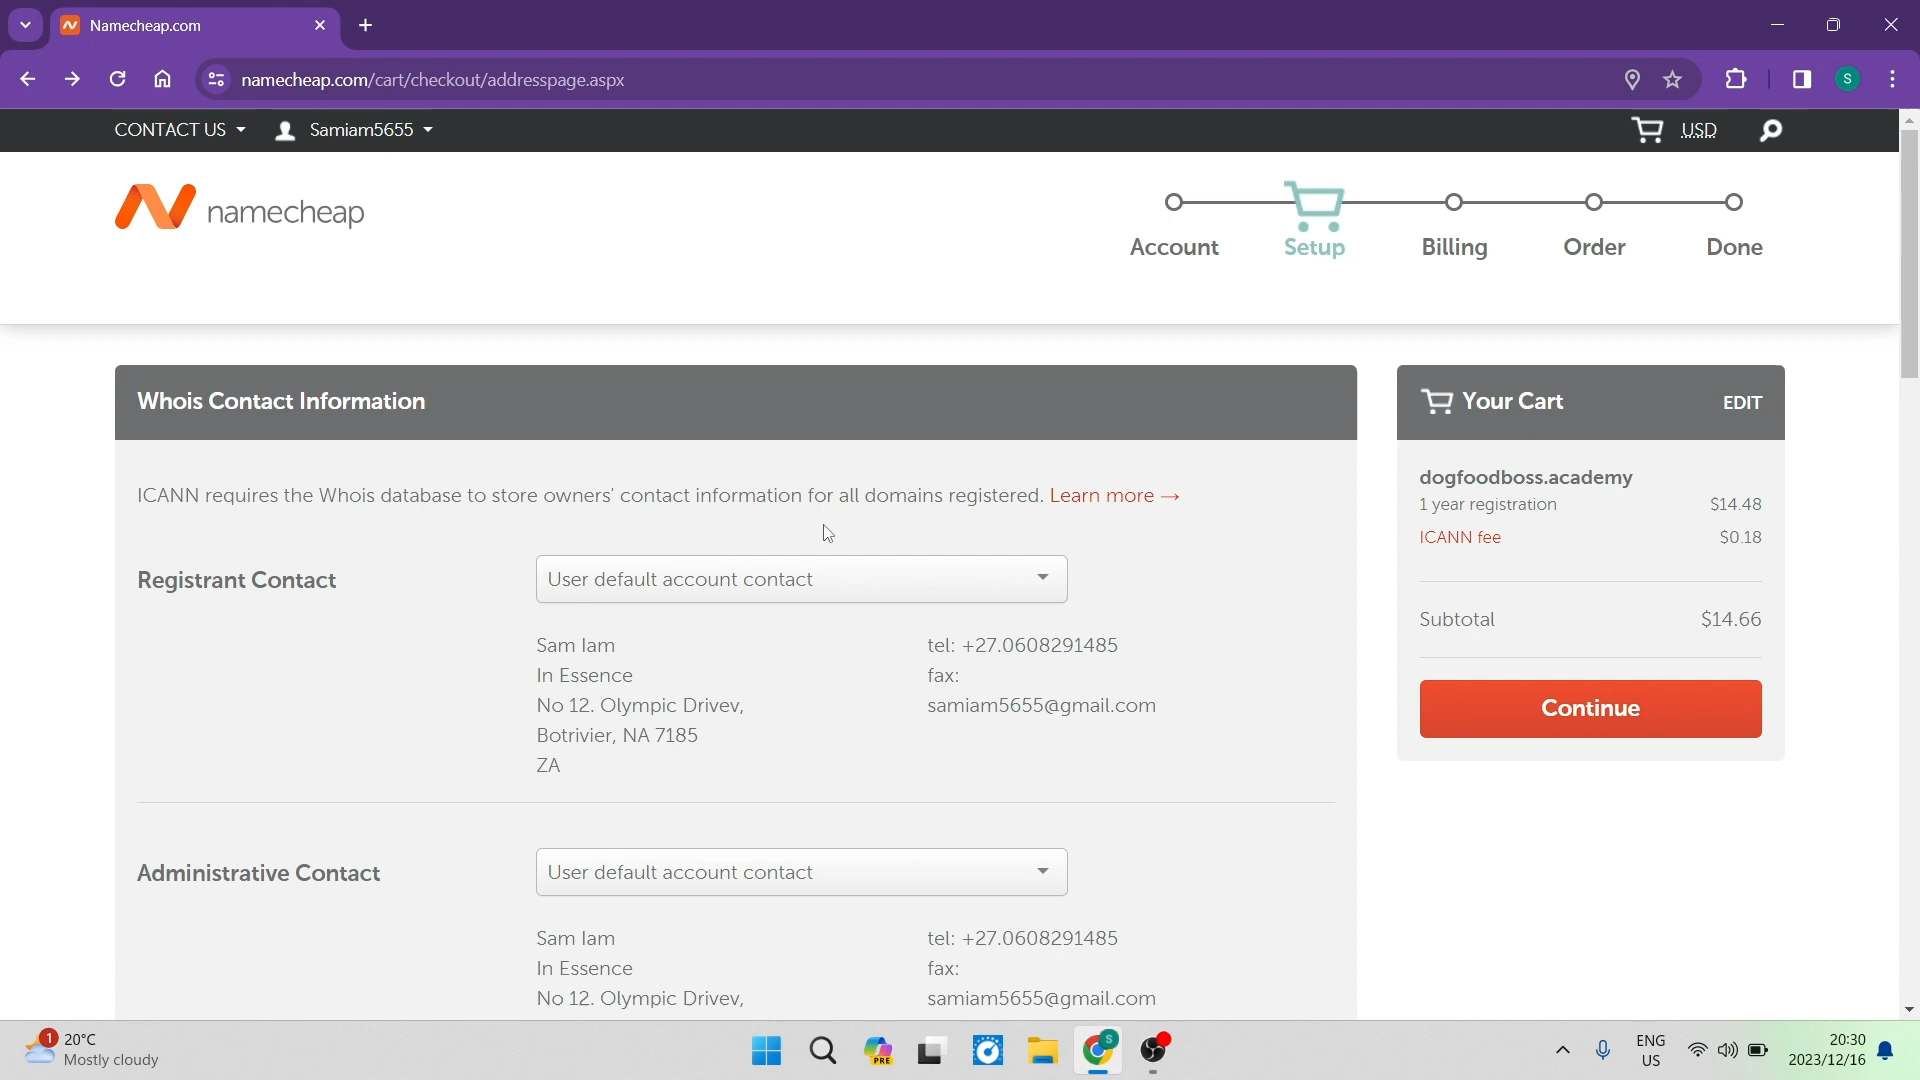 Namecheap.com
namecheap.com/cart/checkout/addresspage.aspx
S
CONTACT US
Samiam5655
USD
namecheap
Account
Setup
Billing
Order
Done
Whois Contact Information
ICANN requires the Whois database to store owners' contact information for all domains registered. Learn more →
Registrant Contact
User default account contact
Sam Iam
In Essence
No 12. Olympic Drivev,
Botrivier, NA 7185
ZA
tel: +27.0608291485
fax:
samiam5655@gmail.com
Administrative Contact
User default account contact
Sam Iam
In Essence
No 12. Olympic Drivev,
tel: +27.0608291485
fax:
samiam5655@gmail.com
Your Cart
EDIT
dogfoodboss.academy
1 year registration $14.48
ICANN fee $0.18
Subtotal $14.66
Continue
1
20°C
Mostly cloudy
PRE
S
ENG
US
20:30
2023/12/16